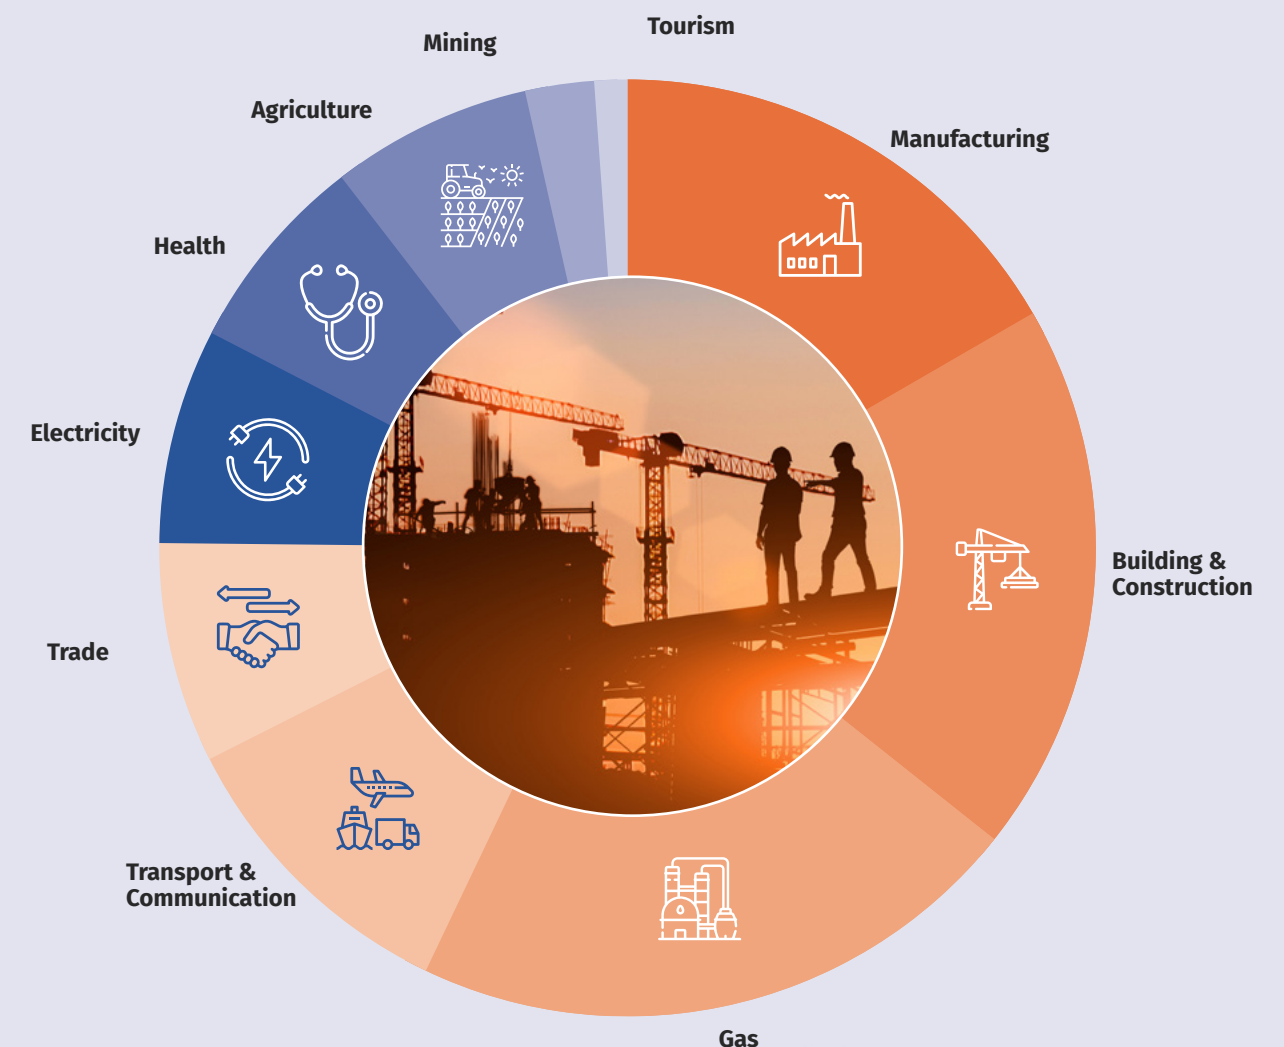 Tourism
Mining
Agriculture
Manufacturing
Health
Electricity
Building &
Construction
Trade
Transport &
Communication
Gas